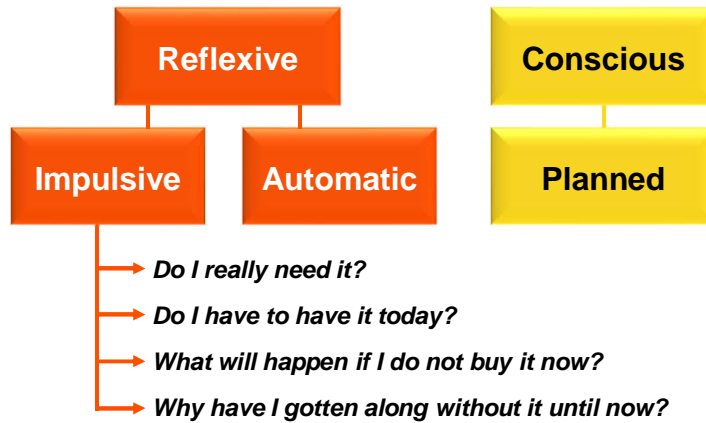 Reflexive
Conscious
Impulsive
Automatic
Planned
Do I really need it?
Do I have to have it today?
What will happen if I do not buy it now?
Why have I gotten along without it until now?